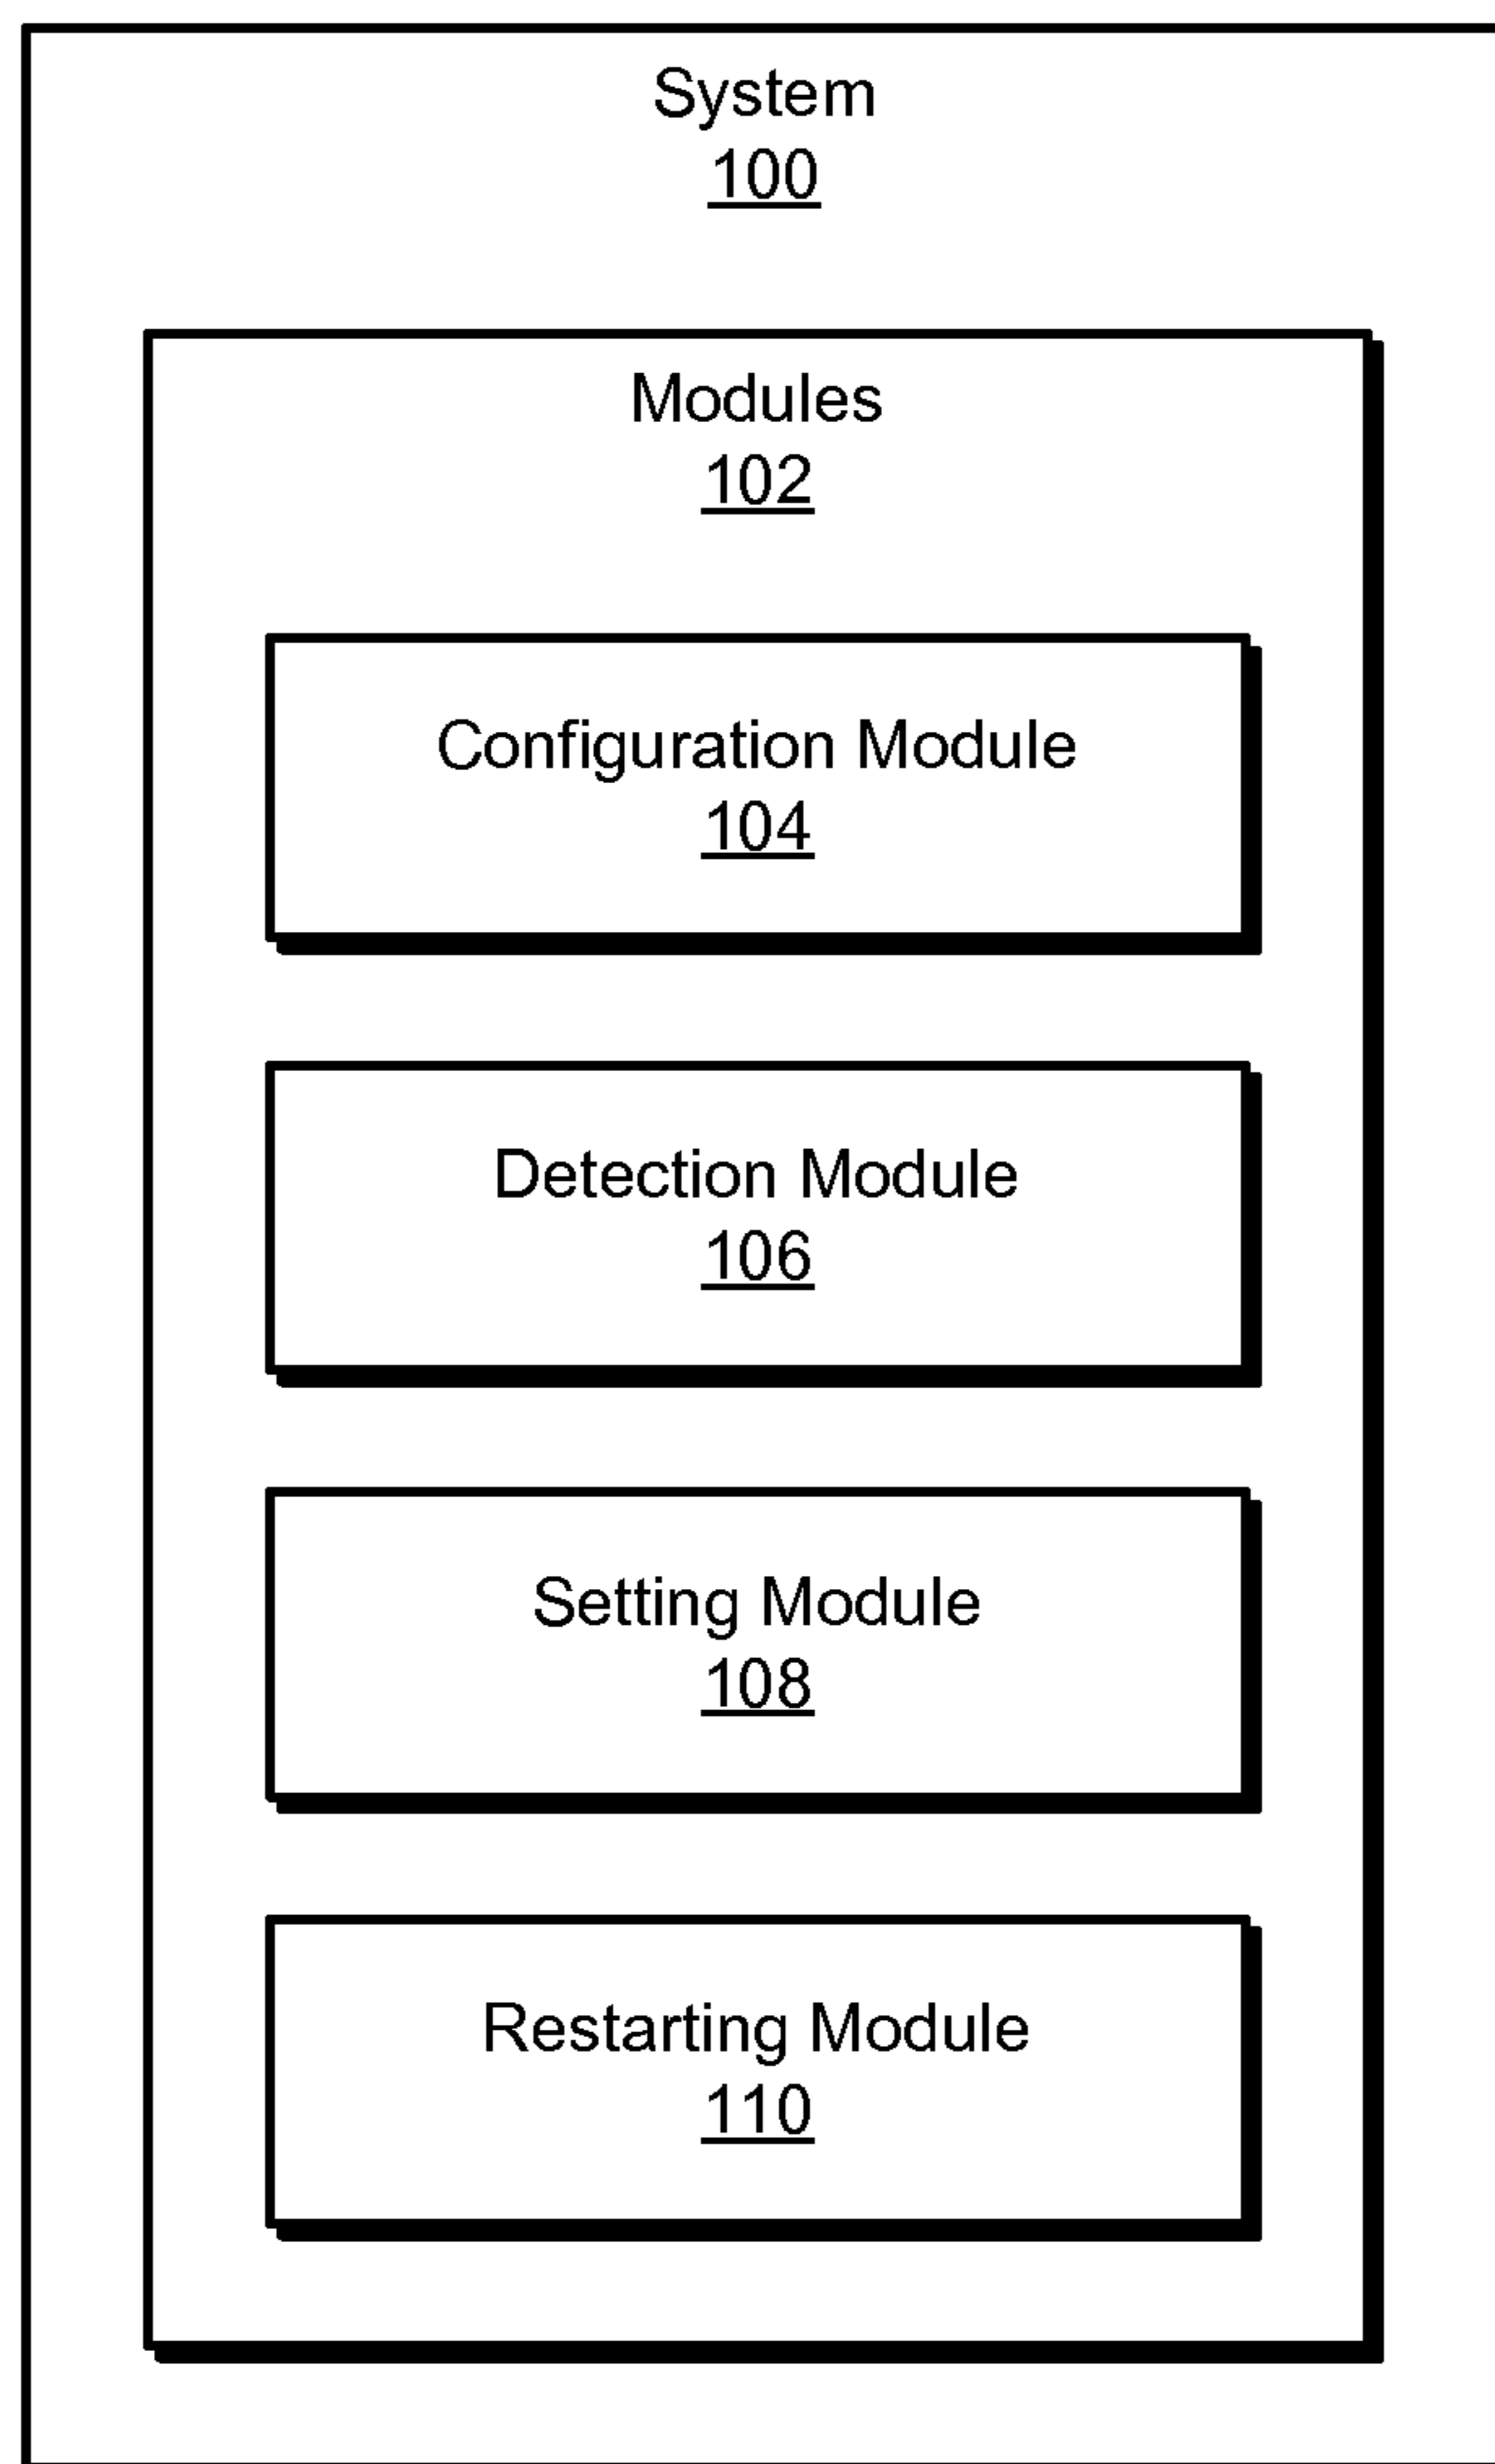 System
100
Modules
102
Configuration Module
104
Detection Module
106
Setting Module
108
Restarting Module
110